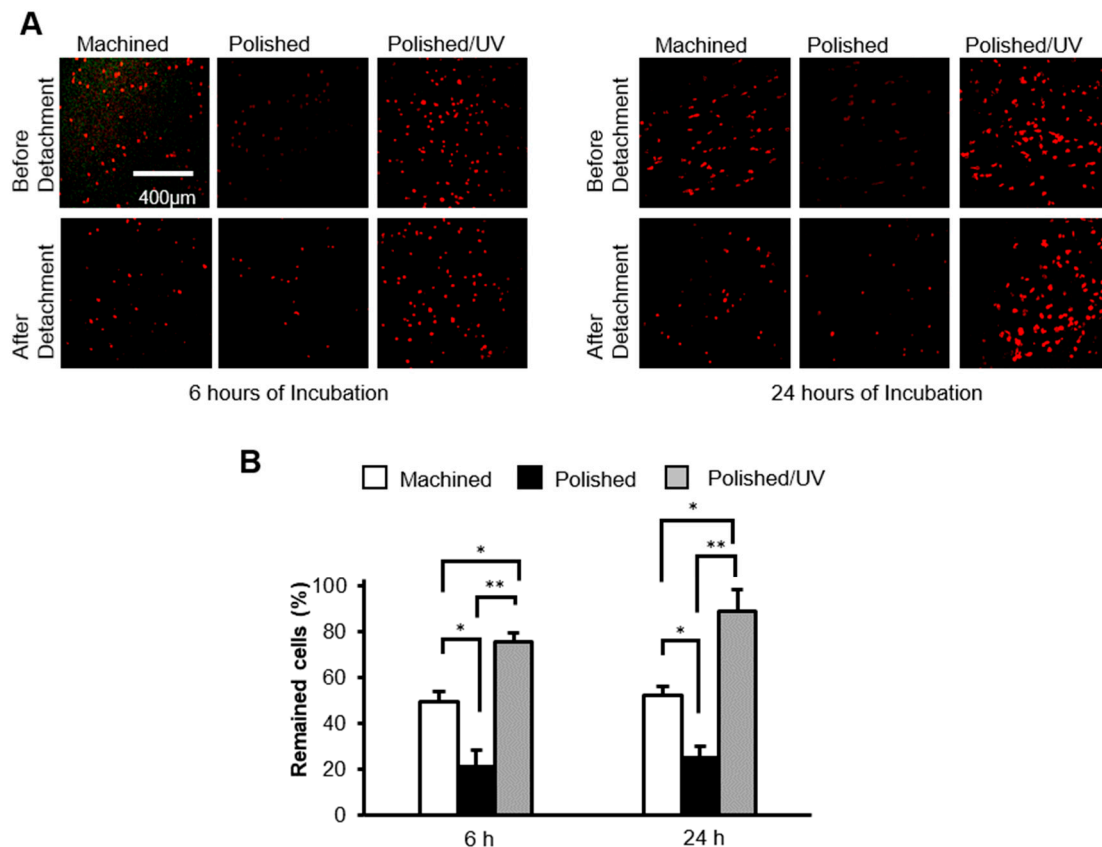 A
Machined Polished Polished/UV Machined Polished Polished/UV
Before
Detachment
400μm
Before
Detachment
After
Detachment
After
Detachment
6 hours of Incubation 24 hours of Incubation
B
Machined Polished Polished/UV
Remained cells (%)
100
80
60
40
20
0
*
**
*
*
**
*
6 h 24 h